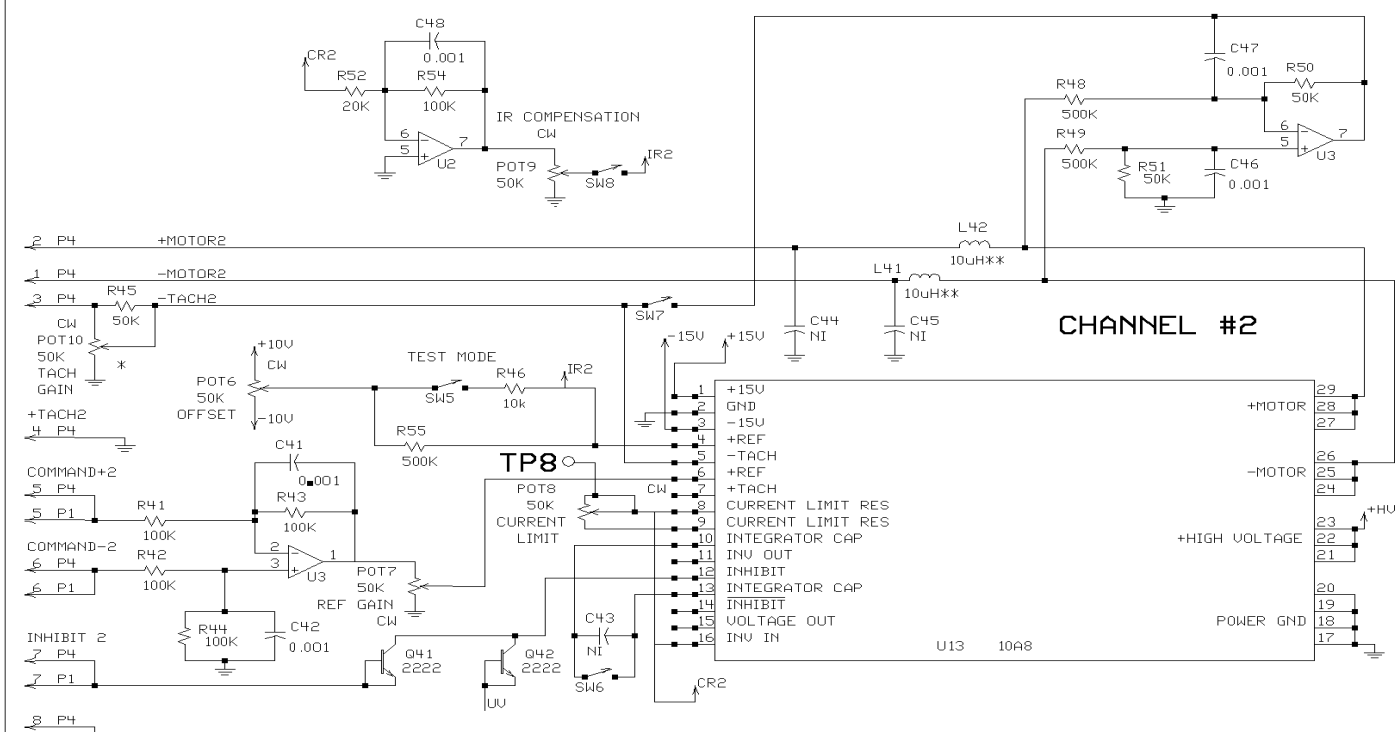 C48
0.001
CR2
R52
20K
R54
100K
6
5
7
U2
IR COMPENSATION
CW
POT9
50K
SW8
IR2
C47
0.001
R50
50K
R48
500K
R49
500K
6
5
7
U3
R51
50K
C46
0.001
2 P4 +MOTOR2
L42
10uH**
1 P4 -MOTOR2
L41
10uH**
3 P4
R45
50K
-TACH2
SW7
CW
POT10
50K
TACH
GAIN
*
C44
NI
C45
NI
CHANNEL #2
-15V
+15V
+10V
CW
POT6
50K
OFFSET
-10V
TEST MODE
SW5
R46
10k
IR2
R55
500K
+TACH2
4 P4
TP8
POT8
50K
CURRENT
LIMIT
CW
COMMAND+2
5 P4
5 P1
R41
100K
C41
0.001
R43
100K
2
3
1
U3
COMMAND-2
6 P4
6 P1
R42
100K
POT7
50K
REF GAIN
CW
R44
100K
C42
0.001
INHIBIT 2
7 P4
7 P1
8 P4
Q41
2222
Q42
2222
UV
C43
NI
SW6
CR2
1 +15V
2 GND
3 -15V
4 +REF
5 -TACH
6 +REF
7 +TACH
8 CURRENT LIMIT RES
9 CURRENT LIMIT RES
10 INTEGRATOR CAP
11 INV OUT
12 INHIBIT
13 INTEGRATOR CAP
14 INHIBIT
15 VOLTAGE OUT
16 INV IN
U13 10A8
29
+MOTOR 28
27
26
-MOTOR 25
24
23
+HV
+HIGH VOLTAGE 22
21
20
19
POWER GND 18
17